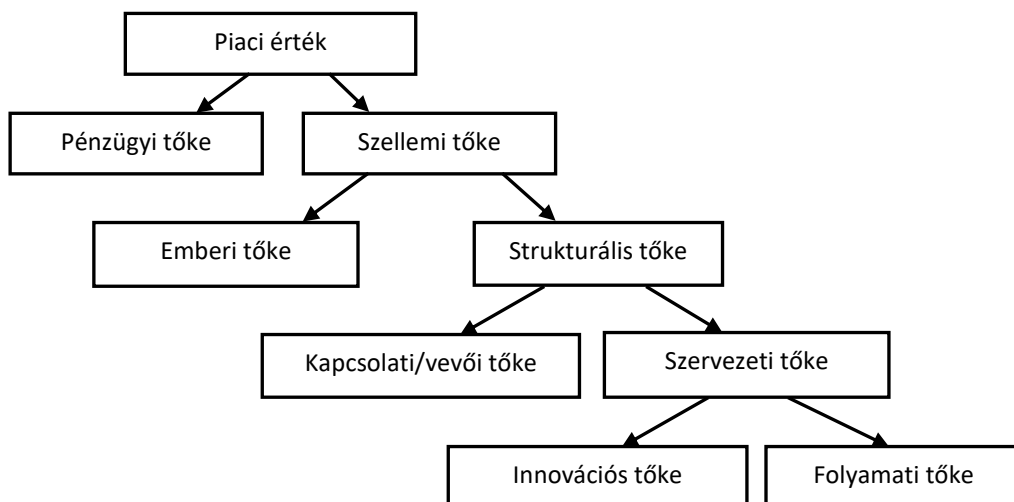 Piaci érték
Pénzügyi tőke
Szellemi tőke
Emberi tőke
Strukturális tőke
Kapcsolati/vevői tőke
Szervezeti tőke
Innovációs tőke
Folyamati tőke